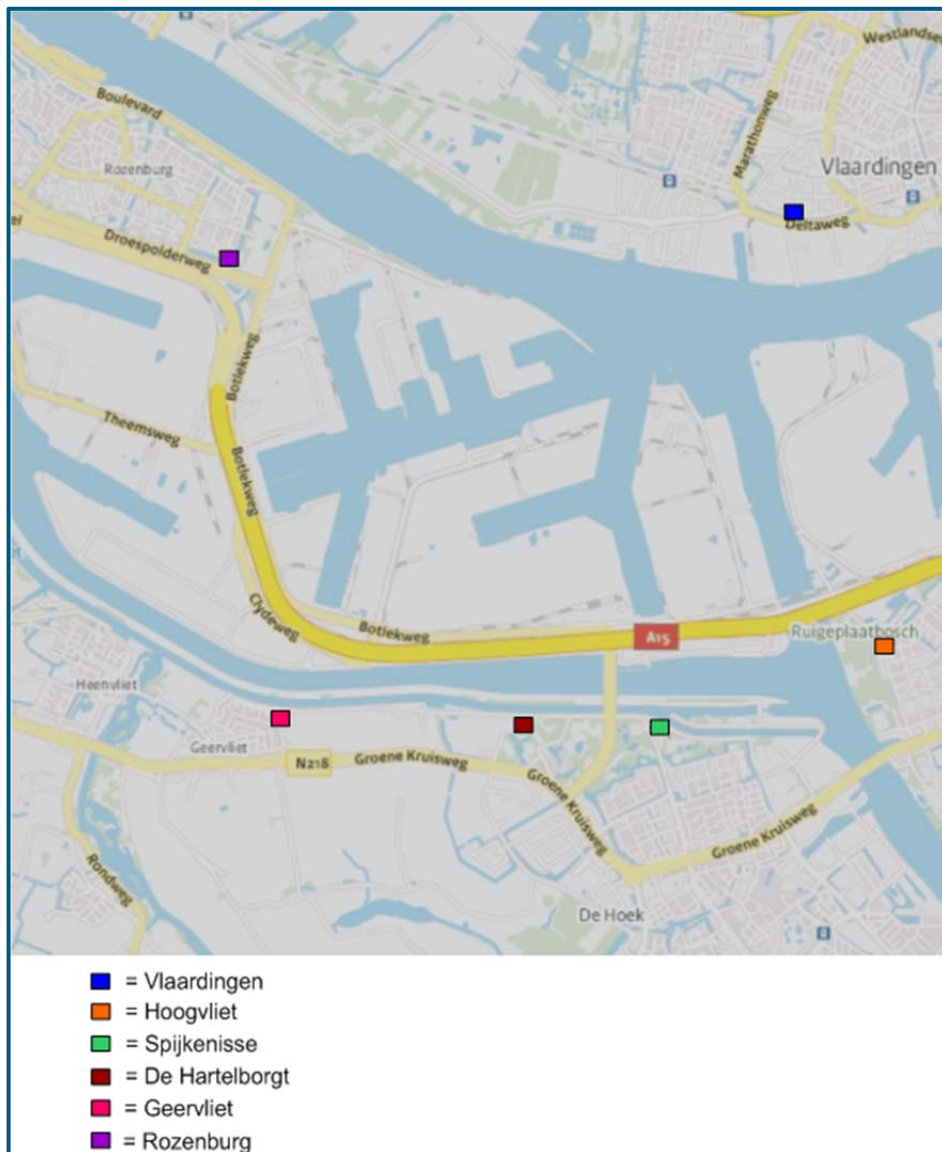 Westlandse
Boulevard
Marathonweg
Rozenburg
Vlaardingen
Deltaweg
el
Droespolderweg
Botlekweg
Theemsweg
Botlekweg
Clydeweg
Botlekweg
A15
Ruigeplaatbosch
Heenvliet
Geervliet
N218
Groene Kruisweg
Groene Kruisweg
Groene Kruisweg
Rondweg
De Hoek
= Vlaardingen
= Hoogvliet
= Spijkenisse
= De Hartelborgt
= Geervliet
= Rozenburg